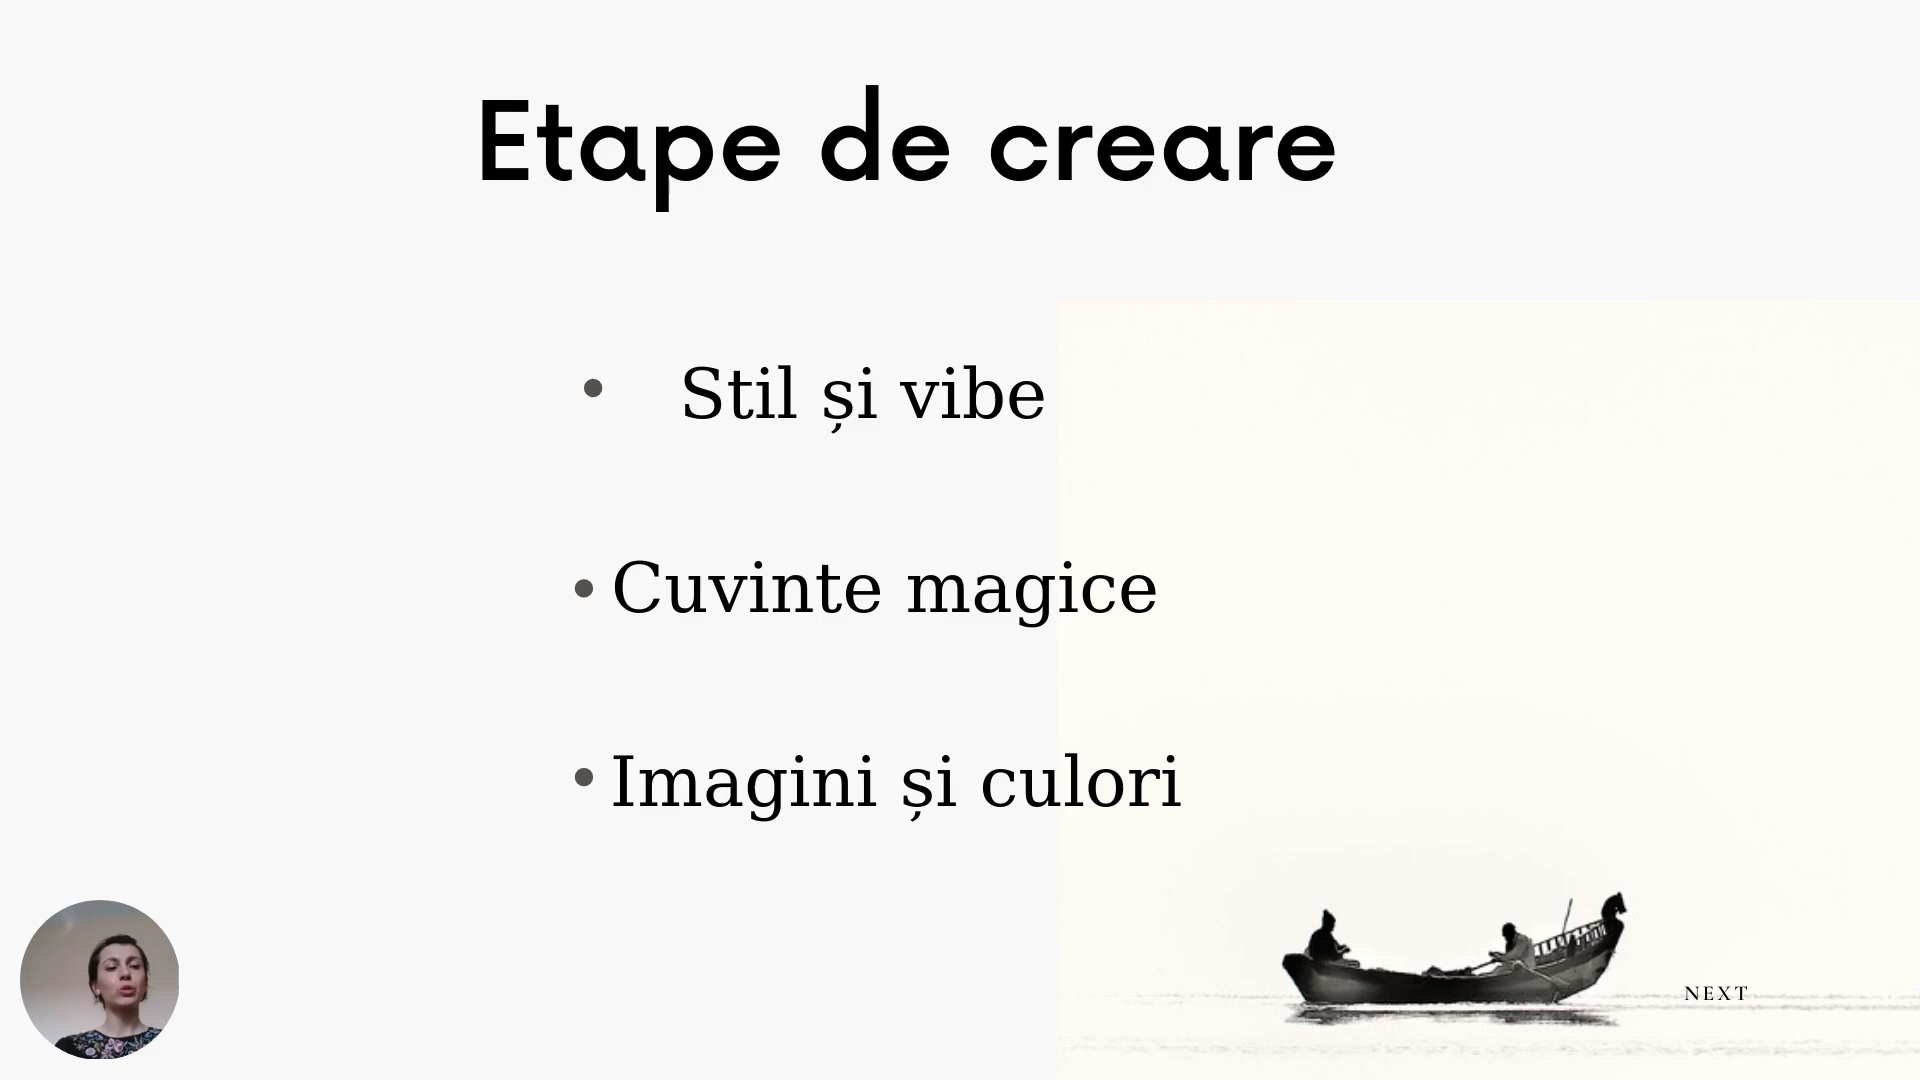 Etape de creare
• Stil și vibe
• Cuvinte magice
• Imagini și culori
NEXT